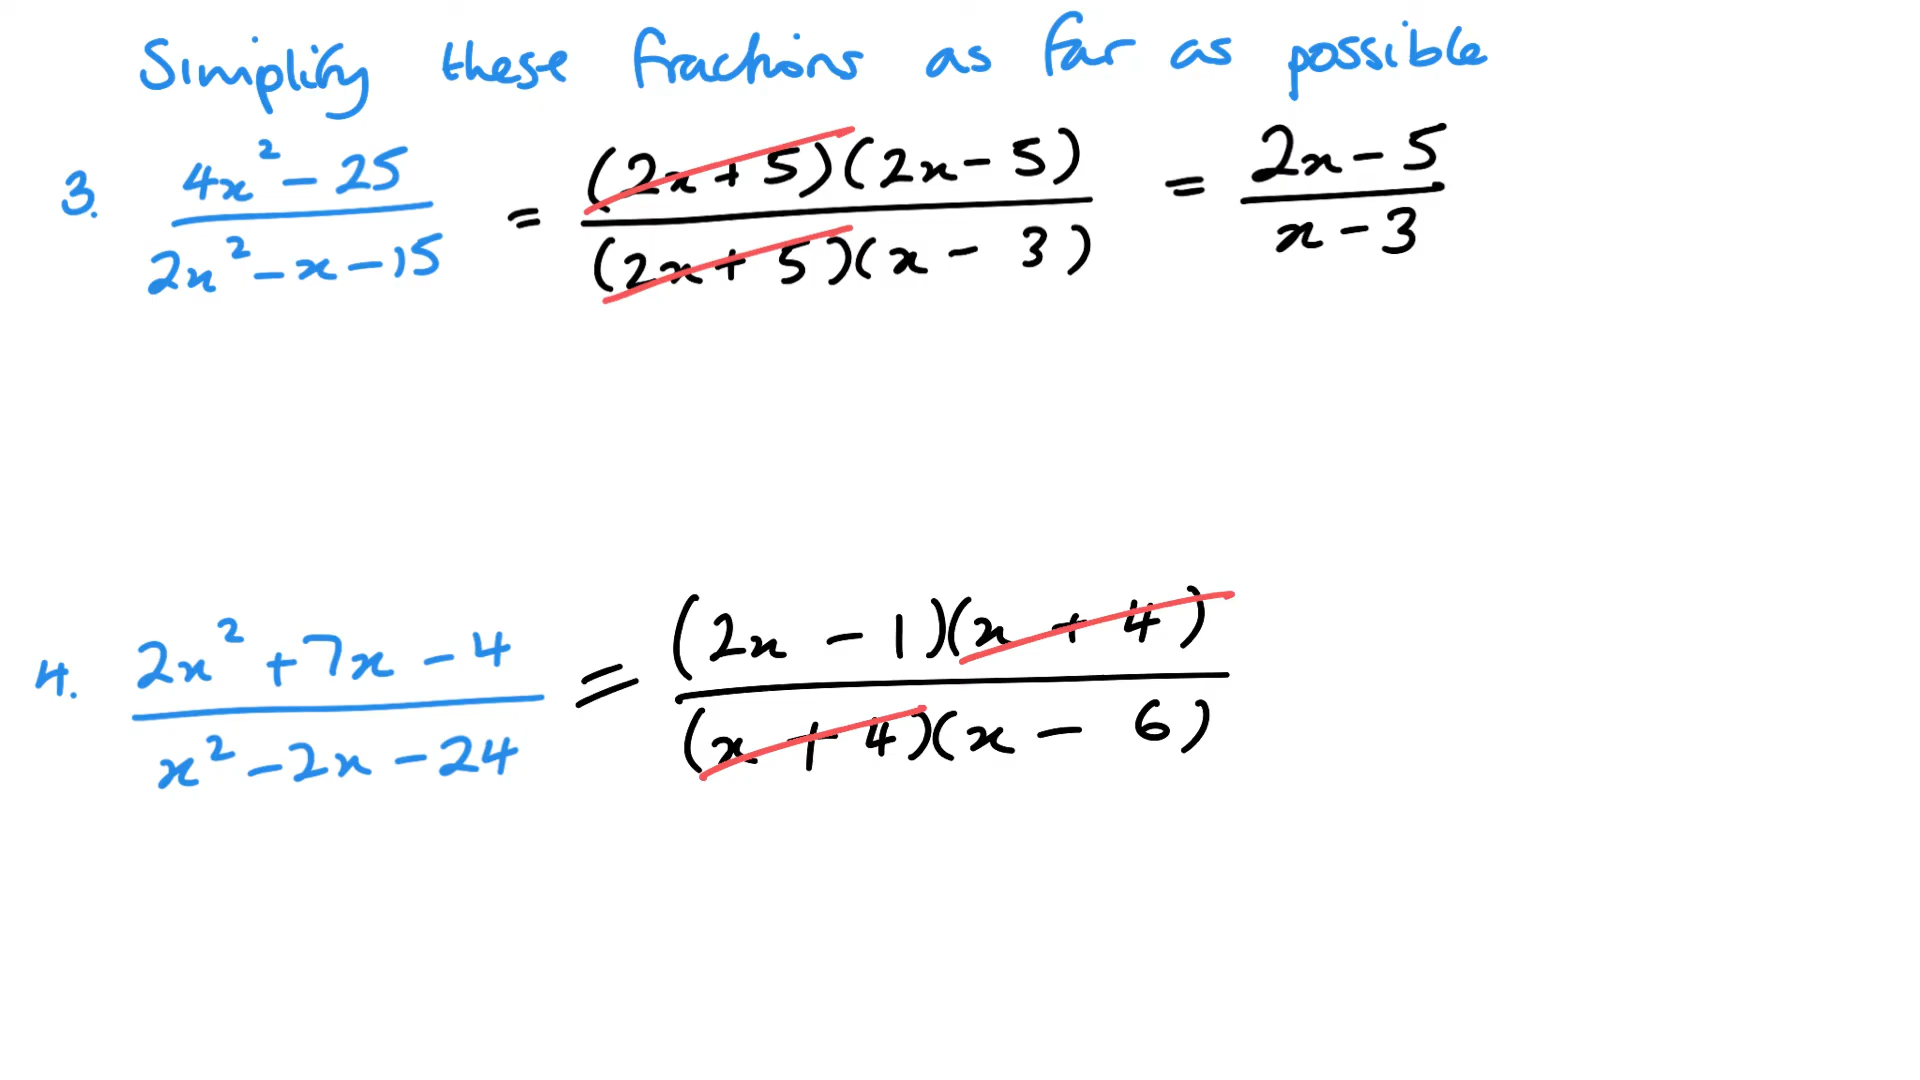 Simplify these fractions as far as possible
3. (4x² - 25)/(2x² - x - 15) = ((2x + 5)(2x - 5))/((2x + 5)(x - 3)) = (2x - 5)/(x - 3)
4. (2x² + 7x - 4)/(x² - 2x - 24) = ((2x - 1)(x + 4))/((x + 4)(x - 6))